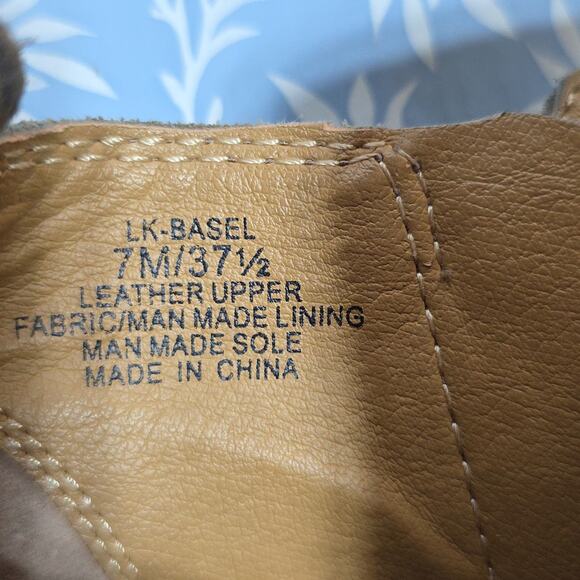 LK-BASEL
7M/37½
LEATHER UPPER
FABRIC/MAN MADE LINING
MAN MADE SOLE
MADE IN CHINA